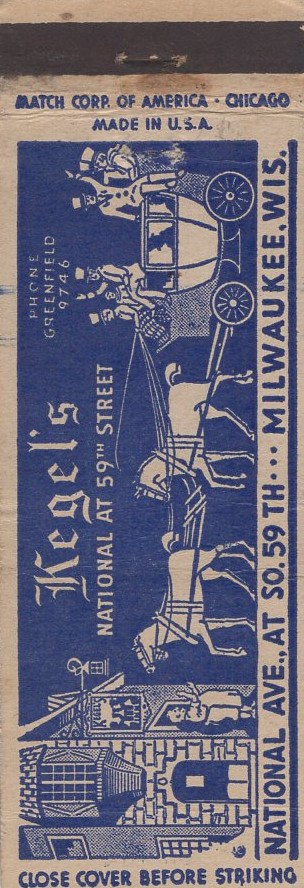 MATCH CORP. OF AMERICA · CHICAGO
MADE IN U.S.A.
PHONE
GREENFIELD
9746
Kegel's
NATIONAL AT 59TH STREET
NATIONAL AVE., AT SO. 59 TH... MILWAUKEE, WIS.
CLOSE COVER BEFORE STRIKING